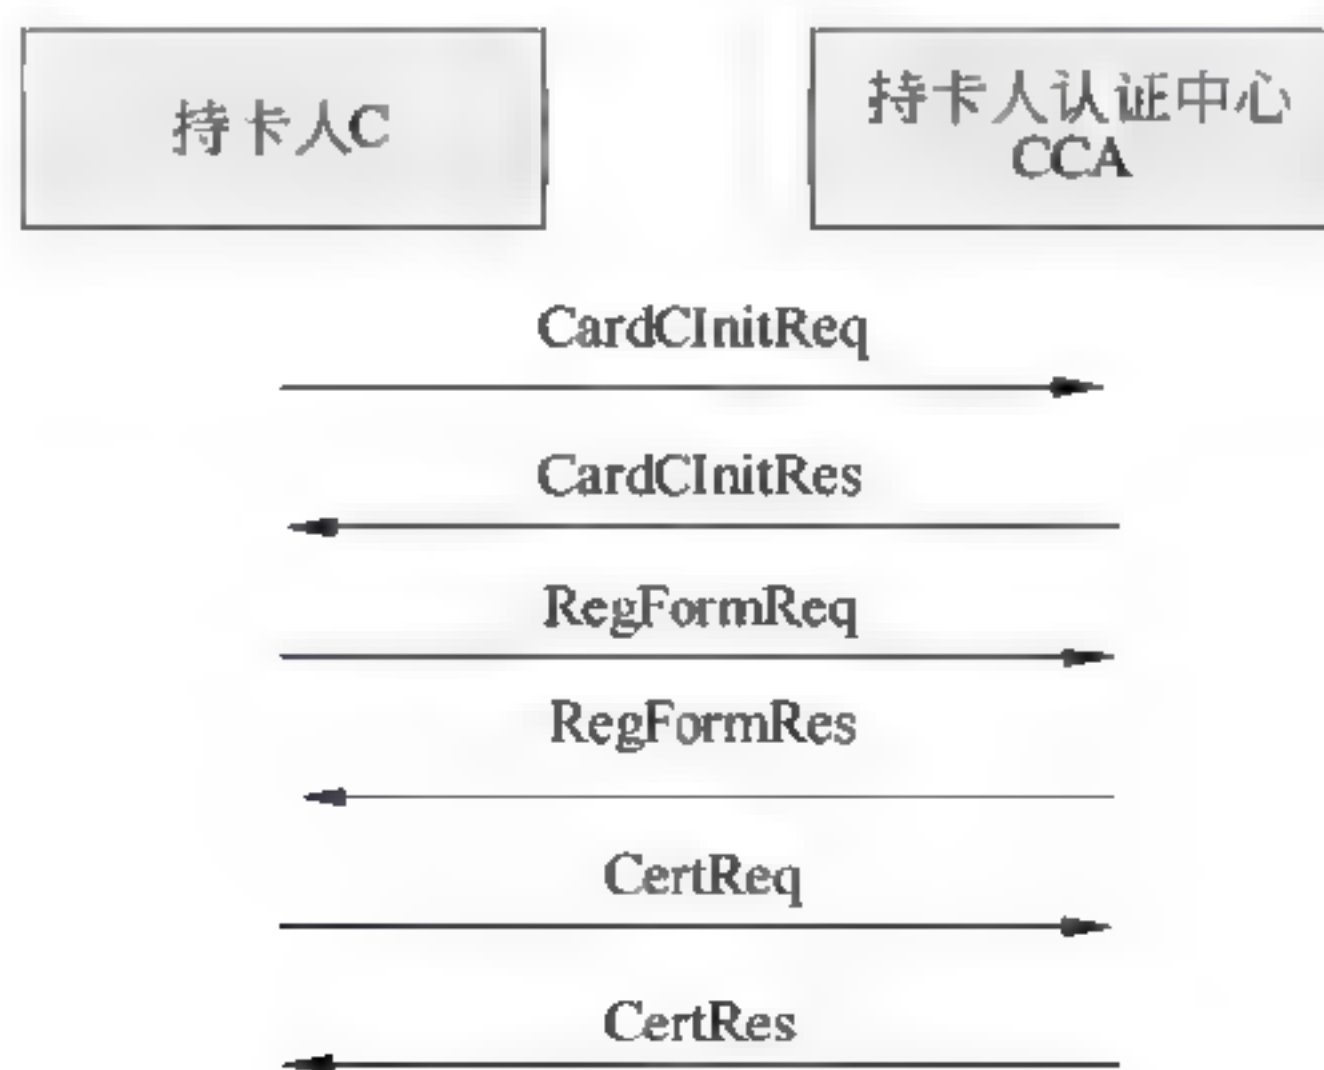 持卡人C
持卡人认证中心
CCA
CardCInitReq
CardCInitRes
RegFormReq
RegFormRes
CertReq
CertRes